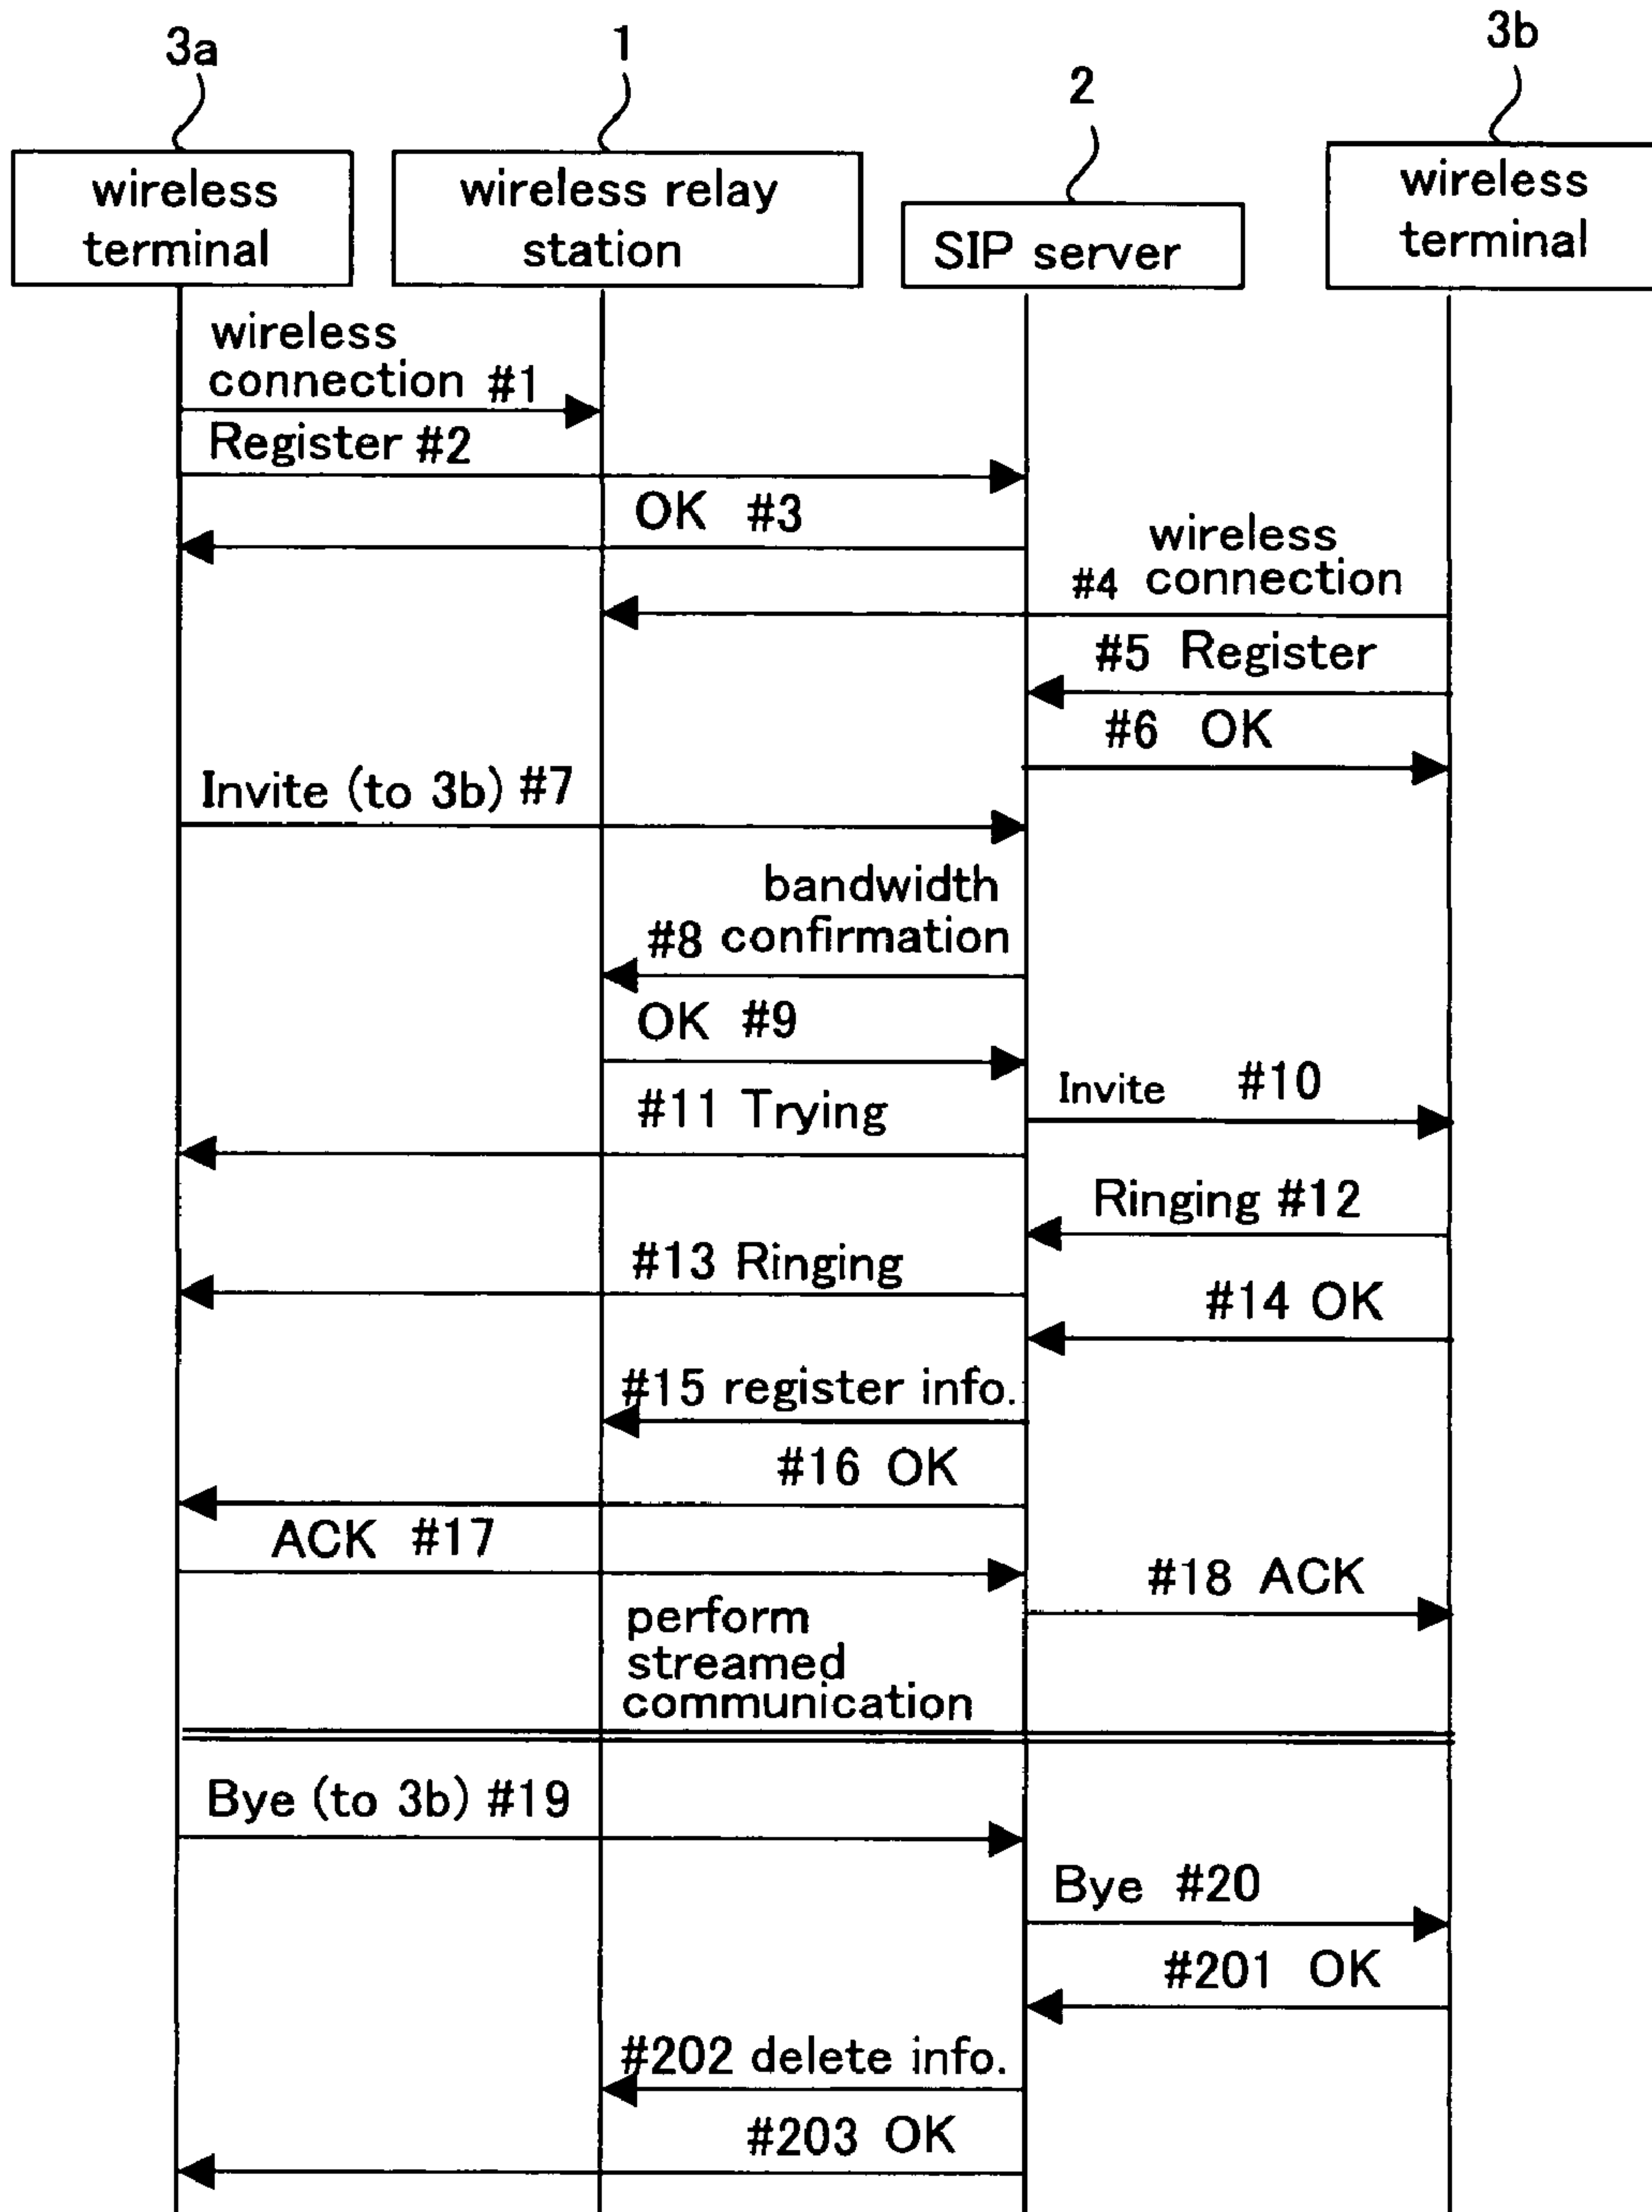 3a
1
2
3b
wireless
terminal
wireless relay
station
SIP server
wireless
terminal
wireless
connection #1
Register #2
OK #3
wireless
#4 connection
#5 Register
#6 OK
Invite (to 3b) #7
bandwidth
#8 confirmation
OK #9
Invite #10
#11 Trying
Ringing #12
#13 Ringing
#14 OK
#15 register info.
#16 OK
ACK #17
#18 ACK
perform
streamed
communication
Bye (to 3b) #19
Bye #20
#201 OK
#202 delete info.
#203 OK